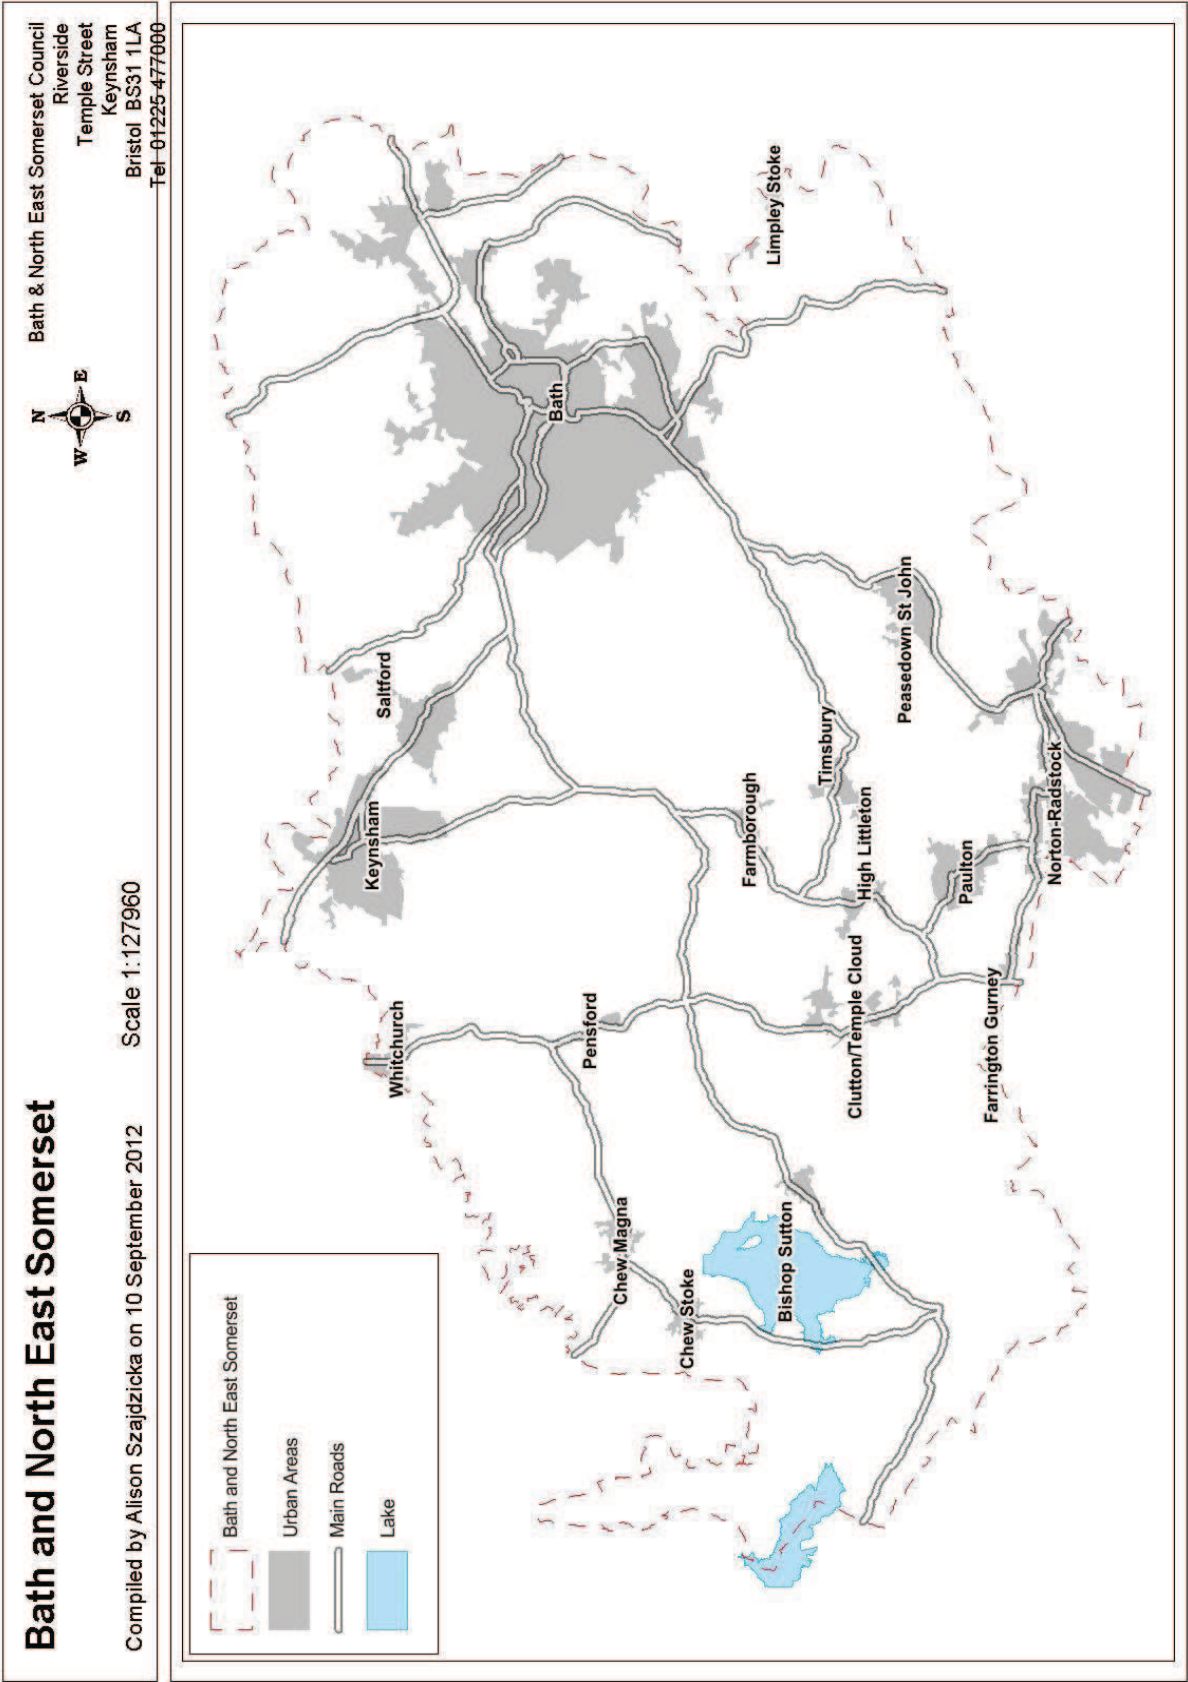 Bath and North East Somerset
Compiled by Alison Szajdzicka on 10 September 2012
Scale 1:127960
N
W
E
S
Bath & North East Somerset Council
Riverside
Temple Street
Keynsham
Bristol BS31 1LA
Tel 01225 477000
Bath and North East Somerset
Urban Areas
Main Roads
Lake
Saltford
Keynsham
Whitchurch
Bath
Limpley Stoke
Pensford
Chew Magna
Chew Stoke
Farmborough
Bishop Sutton
Timsbury
High Littleton
Clutton/Temple Cloud
Peasedown St John
Paulton
Farrington Gurney
Norton-Radstock